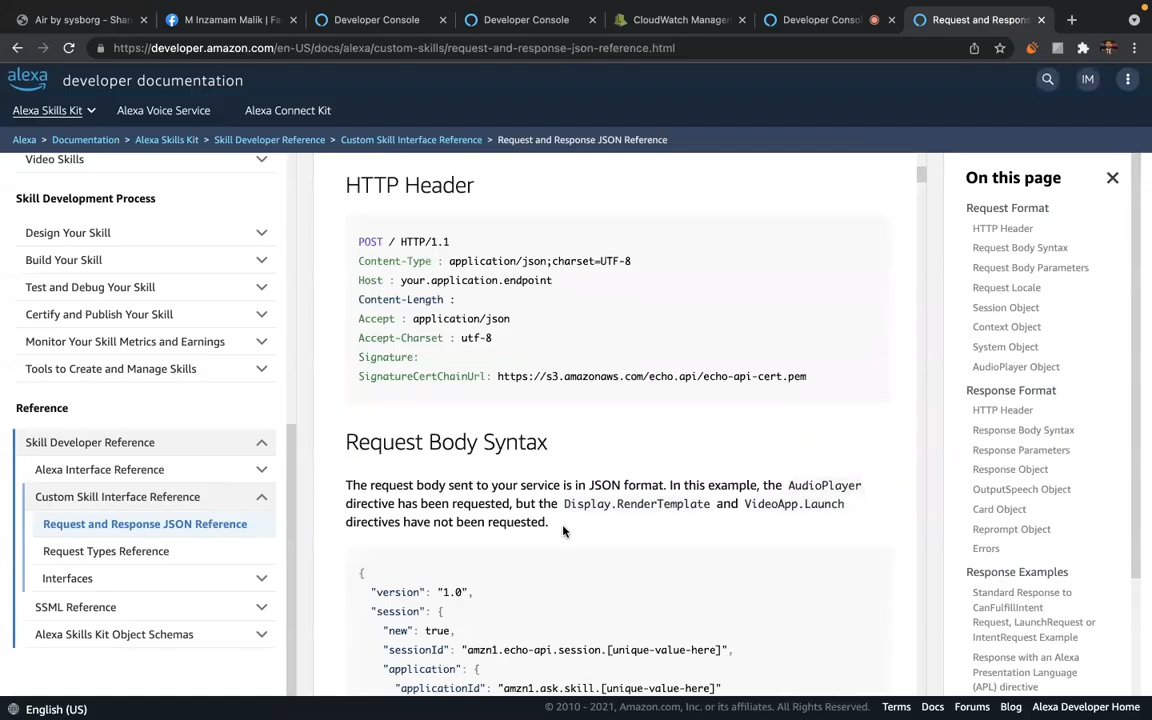 Air by sysborg - Shar
M Inzamam Malik | Fa
Developer Console
Developer Console
CloudWatch Manage
Developer Conso
Request and Respon
https://developer.amazon.com/en-US/docs/alexa/custom-skills/request-and-response-json-reference.html
alexa developer documentation
IM
Alexa Skills Kit Alexa Voice Service Alexa Connect Kit
Alexa > Documentation > Alexa Skills Kit > Skill Developer Reference > Custom Skill Interface Reference > Request and Response JSON Reference
Video Skills
Skill Development Process
Design Your Skill
Build Your Skill
Test and Debug Your Skill
Certify and Publish Your Skill
Monitor Your Skill Metrics and Earnings
Tools to Create and Manage Skills
Reference
Skill Developer Reference
Alexa Interface Reference
Custom Skill Interface Reference
Request and Response JSON Reference
Request Types Reference
Interfaces
SSML Reference
Alexa Skills Kit Object Schemas
HTTP Header
POST / HTTP/1.1
Content-Type : application/json;charset=UTF-8
Host : your.application.endpoint
Content-Length :
Accept : application/json
Accept-Charset : utf-8
Signature:
SignatureCertChainUrl: https://s3.amazonaws.com/echo.api/echo-api-cert.pem
Request Body Syntax
The request body sent to your service is in JSON format. In this example, the AudioPlayer
directive has been requested, but the Display.RenderTemplate and VideoApp.Launch
directives have not been requested.
{
"version": "1.0",
"session": {
"new": true,
"sessionId": "amzn1.echo-api.session.[unique-value-here]",
"application": {
"applicationId": "amzn1.ask.skill.[unique-value-here]"
On this page
Request Format
HTTP Header
Request Body Syntax
Request Body Parameters
Request Locale
Session Object
Context Object
System Object
AudioPlayer Object
Response Format
HTTP Header
Response Body Syntax
Response Parameters
Response Object
OutputSpeech Object
Card Object
Reprompt Object
Errors
Response Examples
Standard Response to
CanFulfillIntent
Request, LaunchRequest or
IntentRequest Example
Response with an Alexa
Presentation Language
(APL) directive
English (US)
© 2010 - 2021, Amazon.com, Inc. or its affiliates. All Rights Reserved. Terms Docs Forums Blog Alexa Developer Home